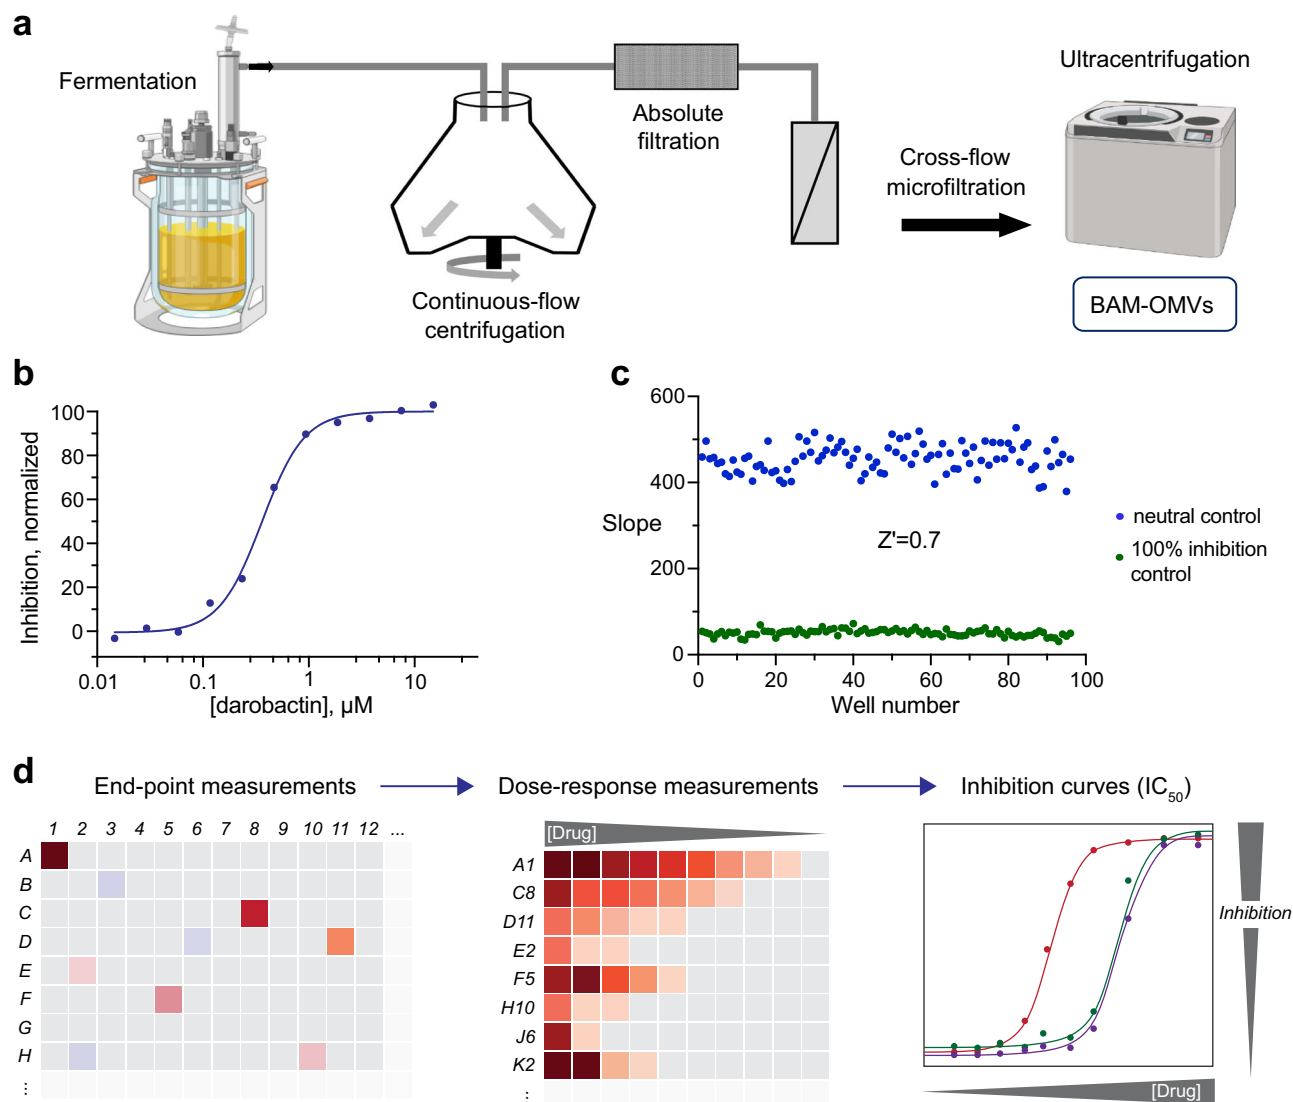 a
Fermentation
Continuous-flow
centrifugation
Absolute
filtration
Cross-flow
microfiltration
Ultracentrifugation
BAM-OMVs
b
Inhibition, normalized
100
80
60
40
20
0
0.01
0.1
1
10
[darobactin], µM
c
600
400
Slope
200
0
Z'=0.7
0
20
40
60
80
100
Well number
neutral control
100% inhibition
control
d
End-point measurements
1 2 3 4 5 6 7 8 9 10 11 12 ...
A
B
C
D
E
F
G
H
⋮
Dose-response measurements
[Drug]
A1
C8
D11
E2
F5
H10
J6
K2
:
Inhibition curves (IC₅₀)
Inhibition
[Drug]